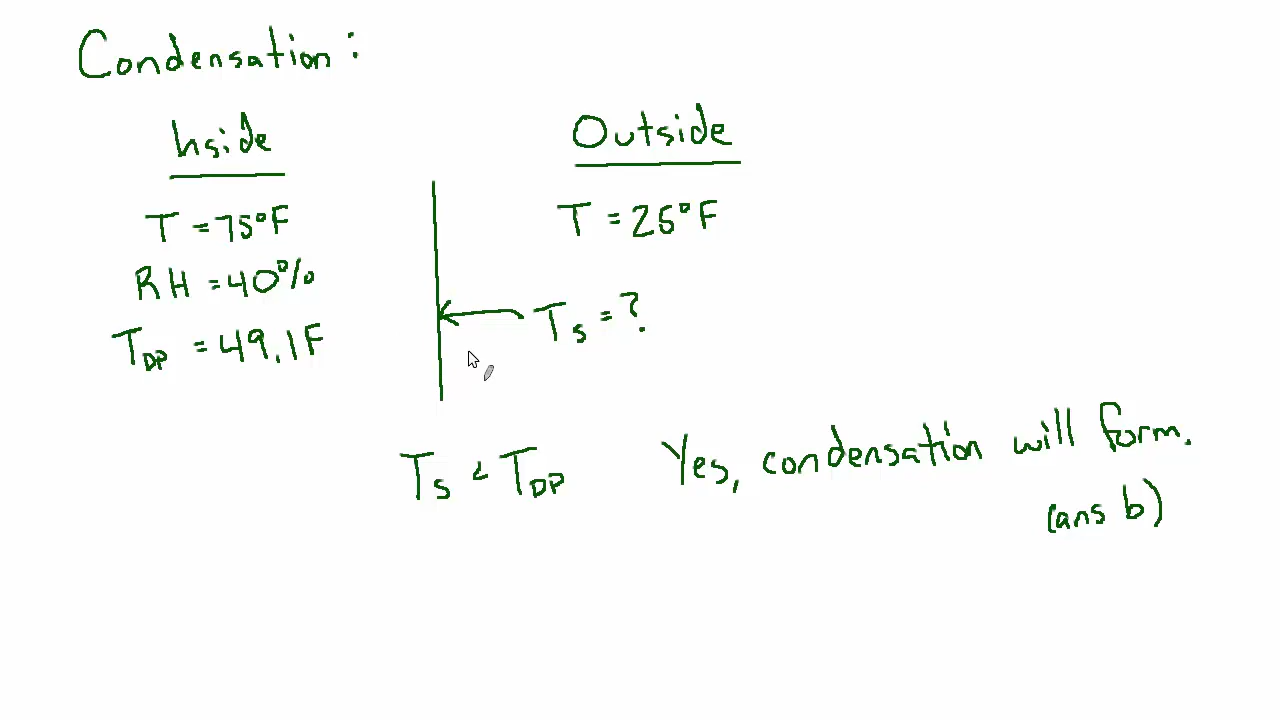 Condensation:
Inside
T = 75°F
RH = 40%
TDP = 49.1F
Outside
T = 25°F
Ts = ?
Ts < TDP
Yes, condensation will form.
(ans b)